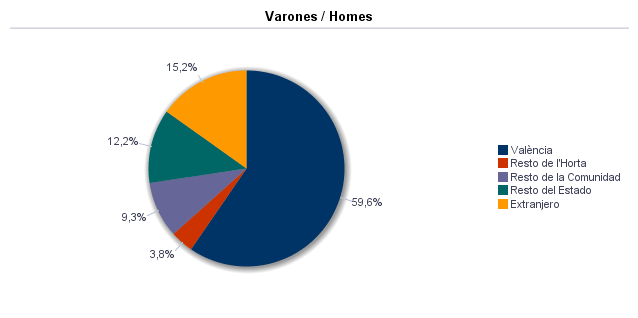 Varones / Homes
15,2%
12,2%
9,3%
3,8%
59,6%
València
Resto de l'Horta
Resto de la Comunidad
Resto del Estado
Extranjero